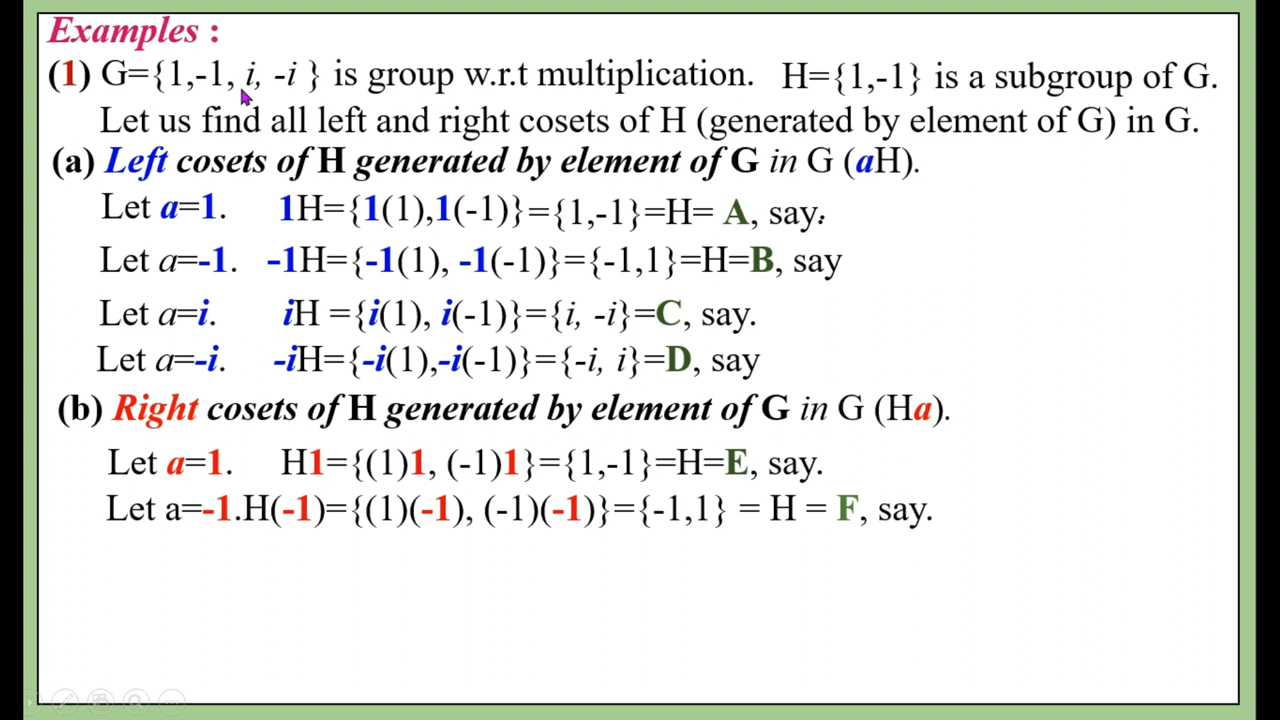 Examples :
(1) G={1,-1, i, -i } is group w.r.t multiplication. H={1,-1} is a subgroup of G.
Let us find all left and right cosets of H (generated by element of G) in G.
(a) Left cosets of H generated by element of G in G (aH).
Let a=1. 1H={1(1),1(-1)}={1,-1}=H= A, say.
Let a=-1. -1H={-1(1), -1(-1)}={-1,1}=H=B, say
Let a=i. iH ={i(1), i(-1)}={i, -i}=C, say.
Let a=-i. -iH={-i(1),-i(-1)}={-i, i}=D, say
(b) Right cosets of H generated by element of G in G (Ha).
Let a=1. H1={(1)1, (-1)1}={1,-1}=H=E, say.
Let a=-1.H(-1)={(1)(-1), (-1)(-1)}={-1,1} = H = F, say.